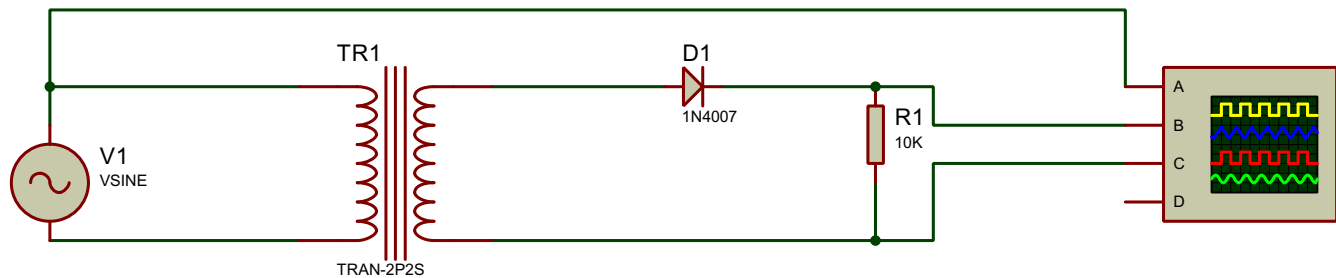 TR1
D1
A
1N4007
R1
10K
B
V1
VSINE
C
D
TRAN-2P2S